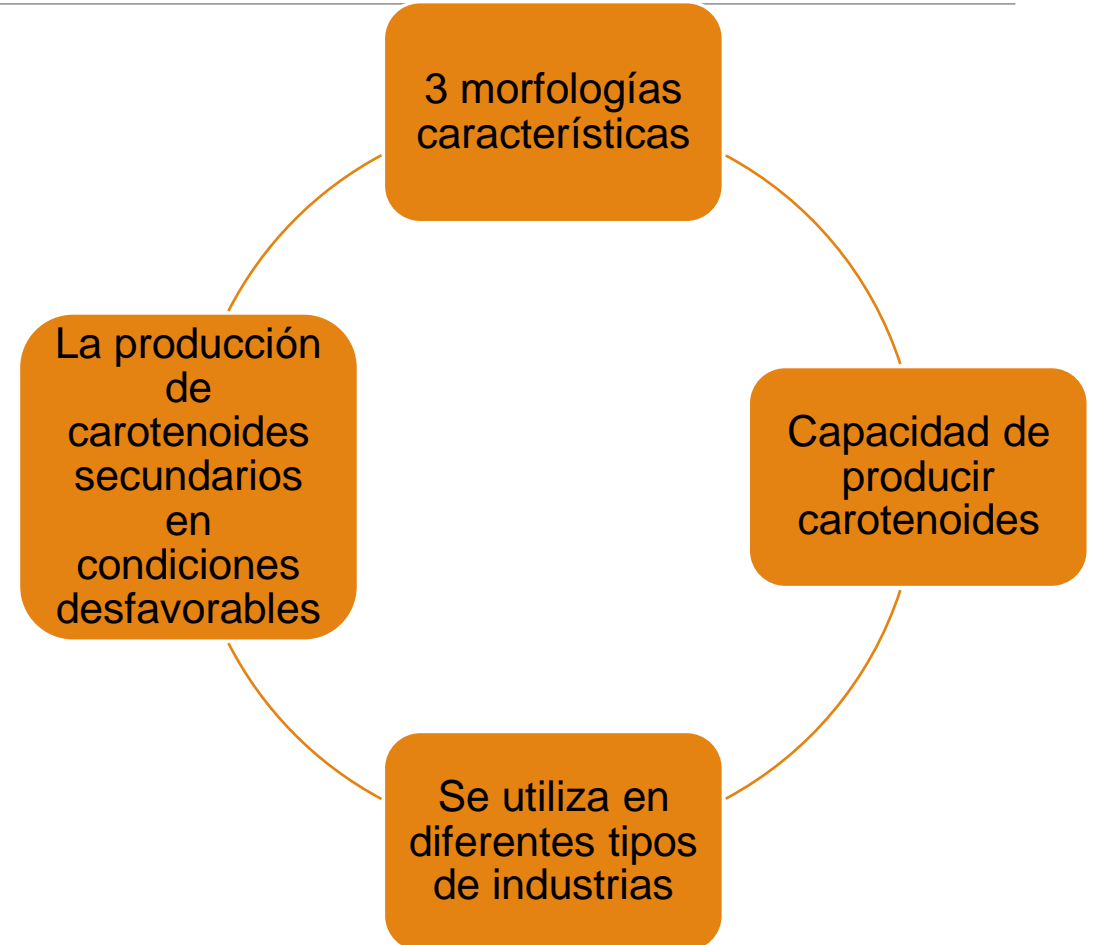 3 morfologías
características
Capacidad de
producir
carotenoides
Se utiliza en
diferentes tipos
de industrias
La producción
de
carotenoides
secundarios
en
condiciones
desfavorables